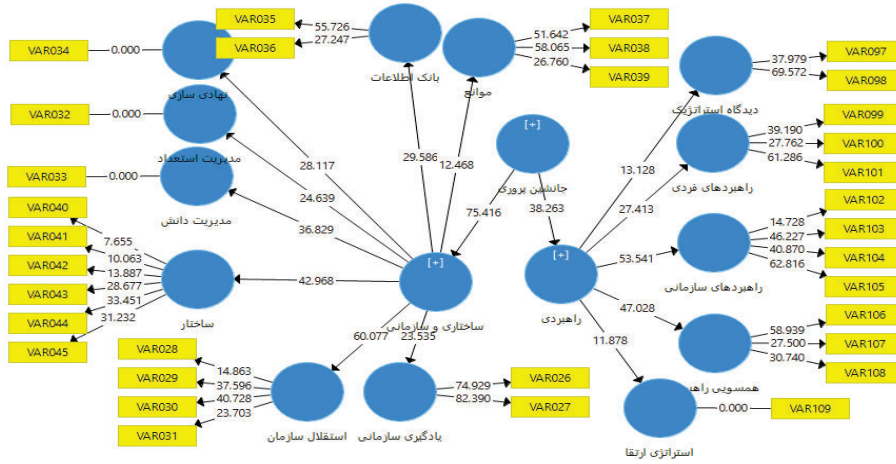 VAR034
0.000
نهادی سازی
VAR035
VAR036
55.726
27.247
بانک اطلاعات
موانع
51.642
58.065
26.760
VAR037
VAR038
VAR039
VAR032
0.000
مدیریت استعداد
VAR033
0.000
مدیریت دانش
28.117
24.639
36.829
29.586
12.468
[+]
جانشین پروری
75.416
38.263
37.979
69.572
VAR097
VAR098
دیدگاه استراتژیک
39.190
27.762
61.286
VAR099
VAR100
VAR101
راهبردهای فردی
13.128
27.413
VAR040
VAR041
VAR042
VAR043
VAR044
VAR045
7.655
10.063
13.887
28.677
33.451
31.232
ساختار
42.968
[+]
ساختاری و سازمانی
[+]
راهبردی
53.541
14.728
46.227
40.870
62.816
VAR102
VAR103
VAR104
VAR105
راهبردهای سازمانی
47.028
58.939
27.500
30.740
VAR106
VAR107
VAR108
همسویی
11.878
60.077
23.535
VAR028
VAR029
VAR030
VAR031
14.863
37.596
40.728
23.703
استقلال سازمان
74.929
82.390
VAR026
VAR027
یادگیری سازمانی
0.000
VAR109
استراتژی ارتقا